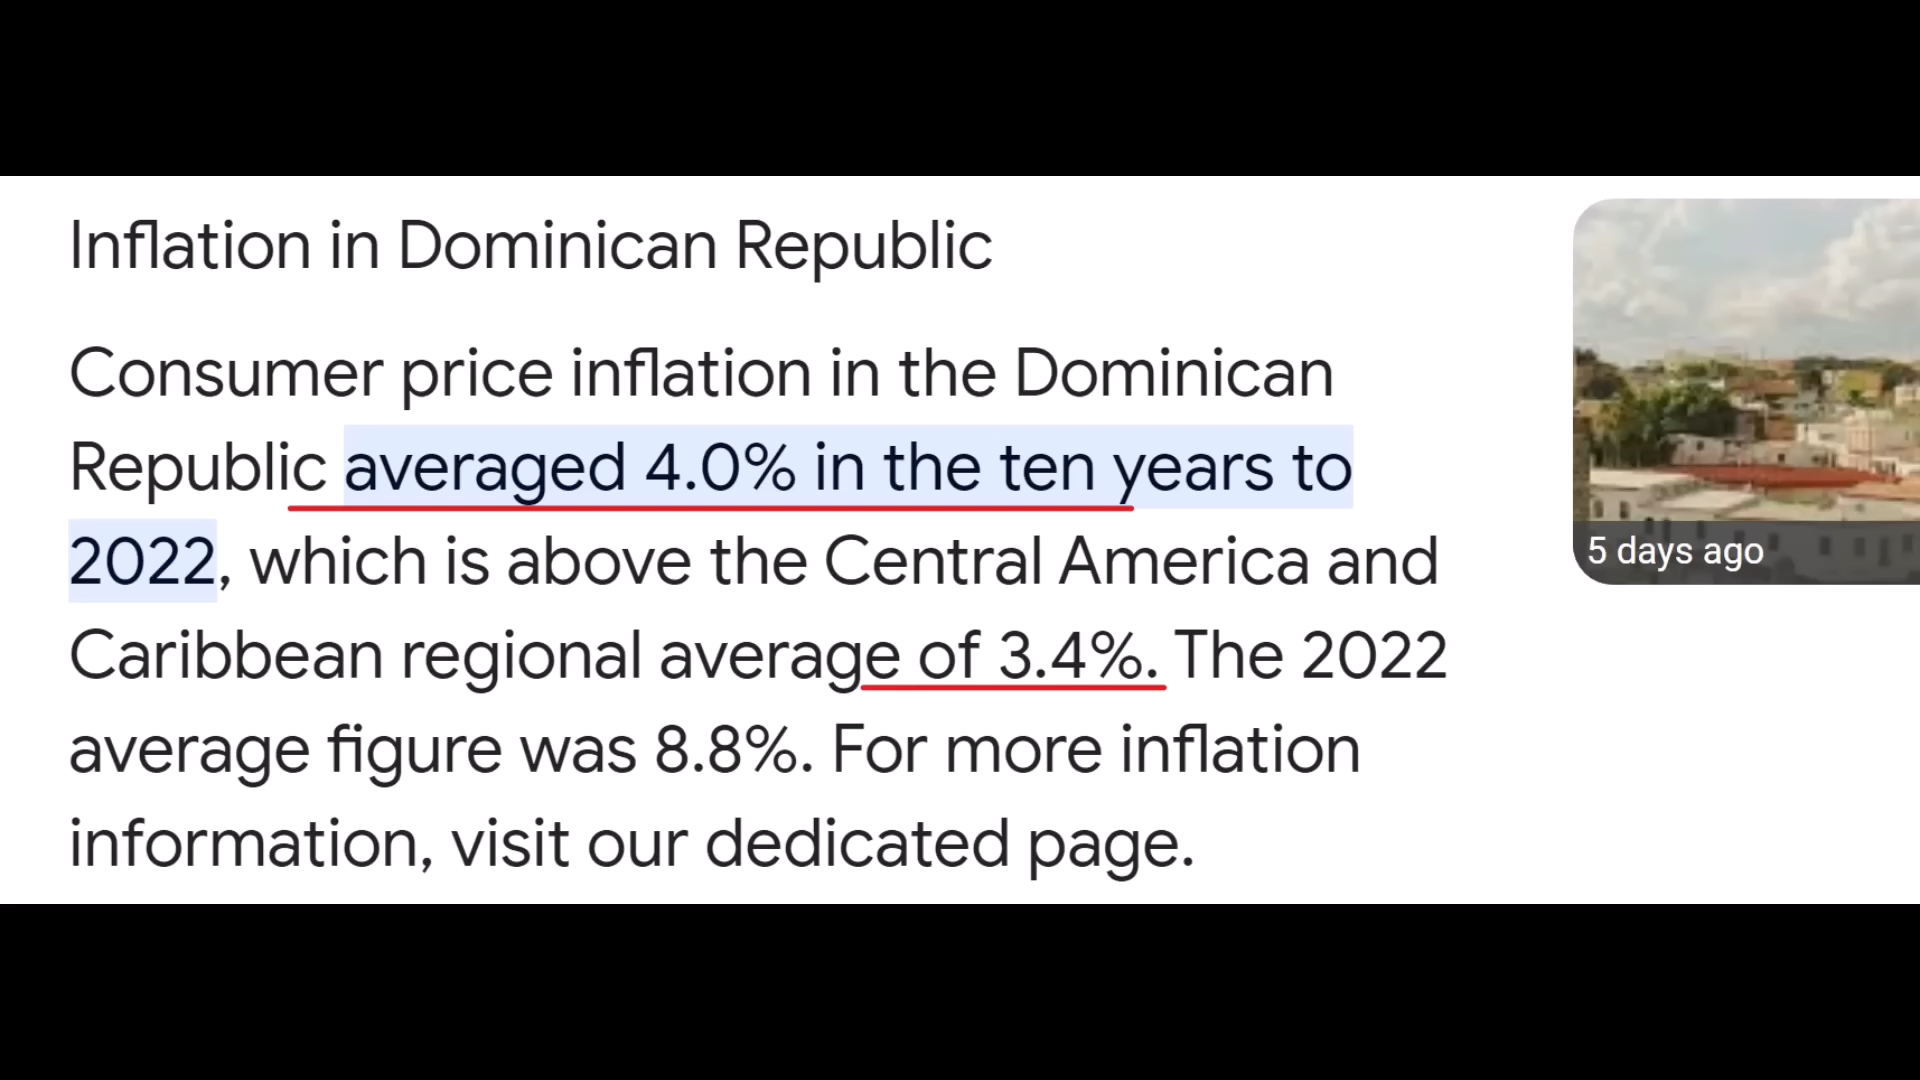 Inflation in Dominican Republic
Consumer price inflation in the Dominican
Republic averaged 4.0% in the ten years to
2022, which is above the Central America and
Caribbean regional average of 3.4%. The 2022
average figure was 8.8%. For more inflation
information, visit our dedicated page.
5 days ago